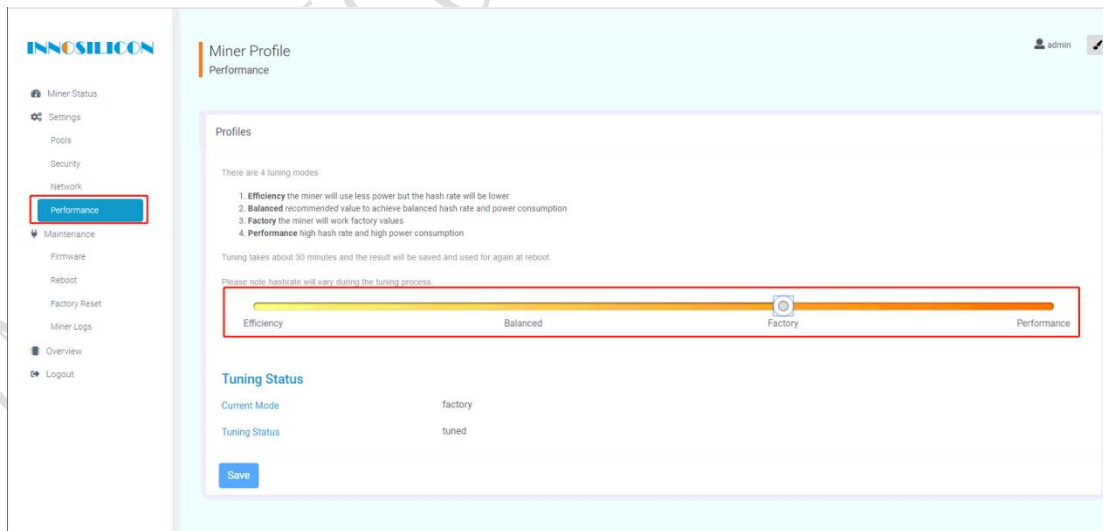 INNOSILICON
Miner Status
Settings
Pools
Security
Network
Performance
Maintenance
Firmware
Reboot
Factory Reset
Miner Logs
Overview
Logout
Miner Profile
Performance
admin
Profiles
There are 4 tuning modes
1. Efficiency the miner will use less power but the hash rate will be lower
2. Balanced recommended value to achieve balanced hash rate and power consumption
3. Factory the miner will work factory values
4. Performance high hash rate and high power consumption
Tuning takes about 30 minutes and the result will be saved and used for again at reboot.
Please note hashrate will vary during the tuning process.
Efficiency Balanced Factory Performance
Tuning Status
Current Mode factory
Tuning Status tuned
Save